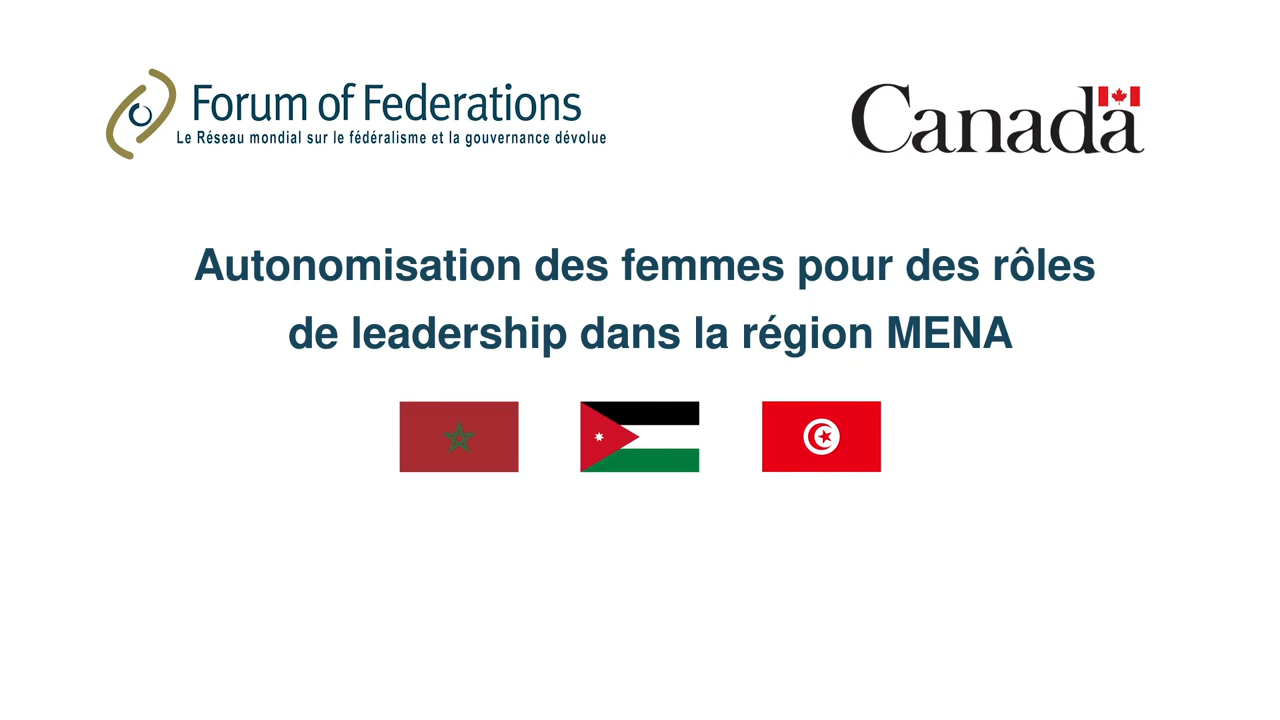 Forum of Federations
Le Réseau mondial sur le fédéralisme et la gouvernance dévolue
Canada
Autonomisation des femmes pour des rôles
de leadership dans la région MENA